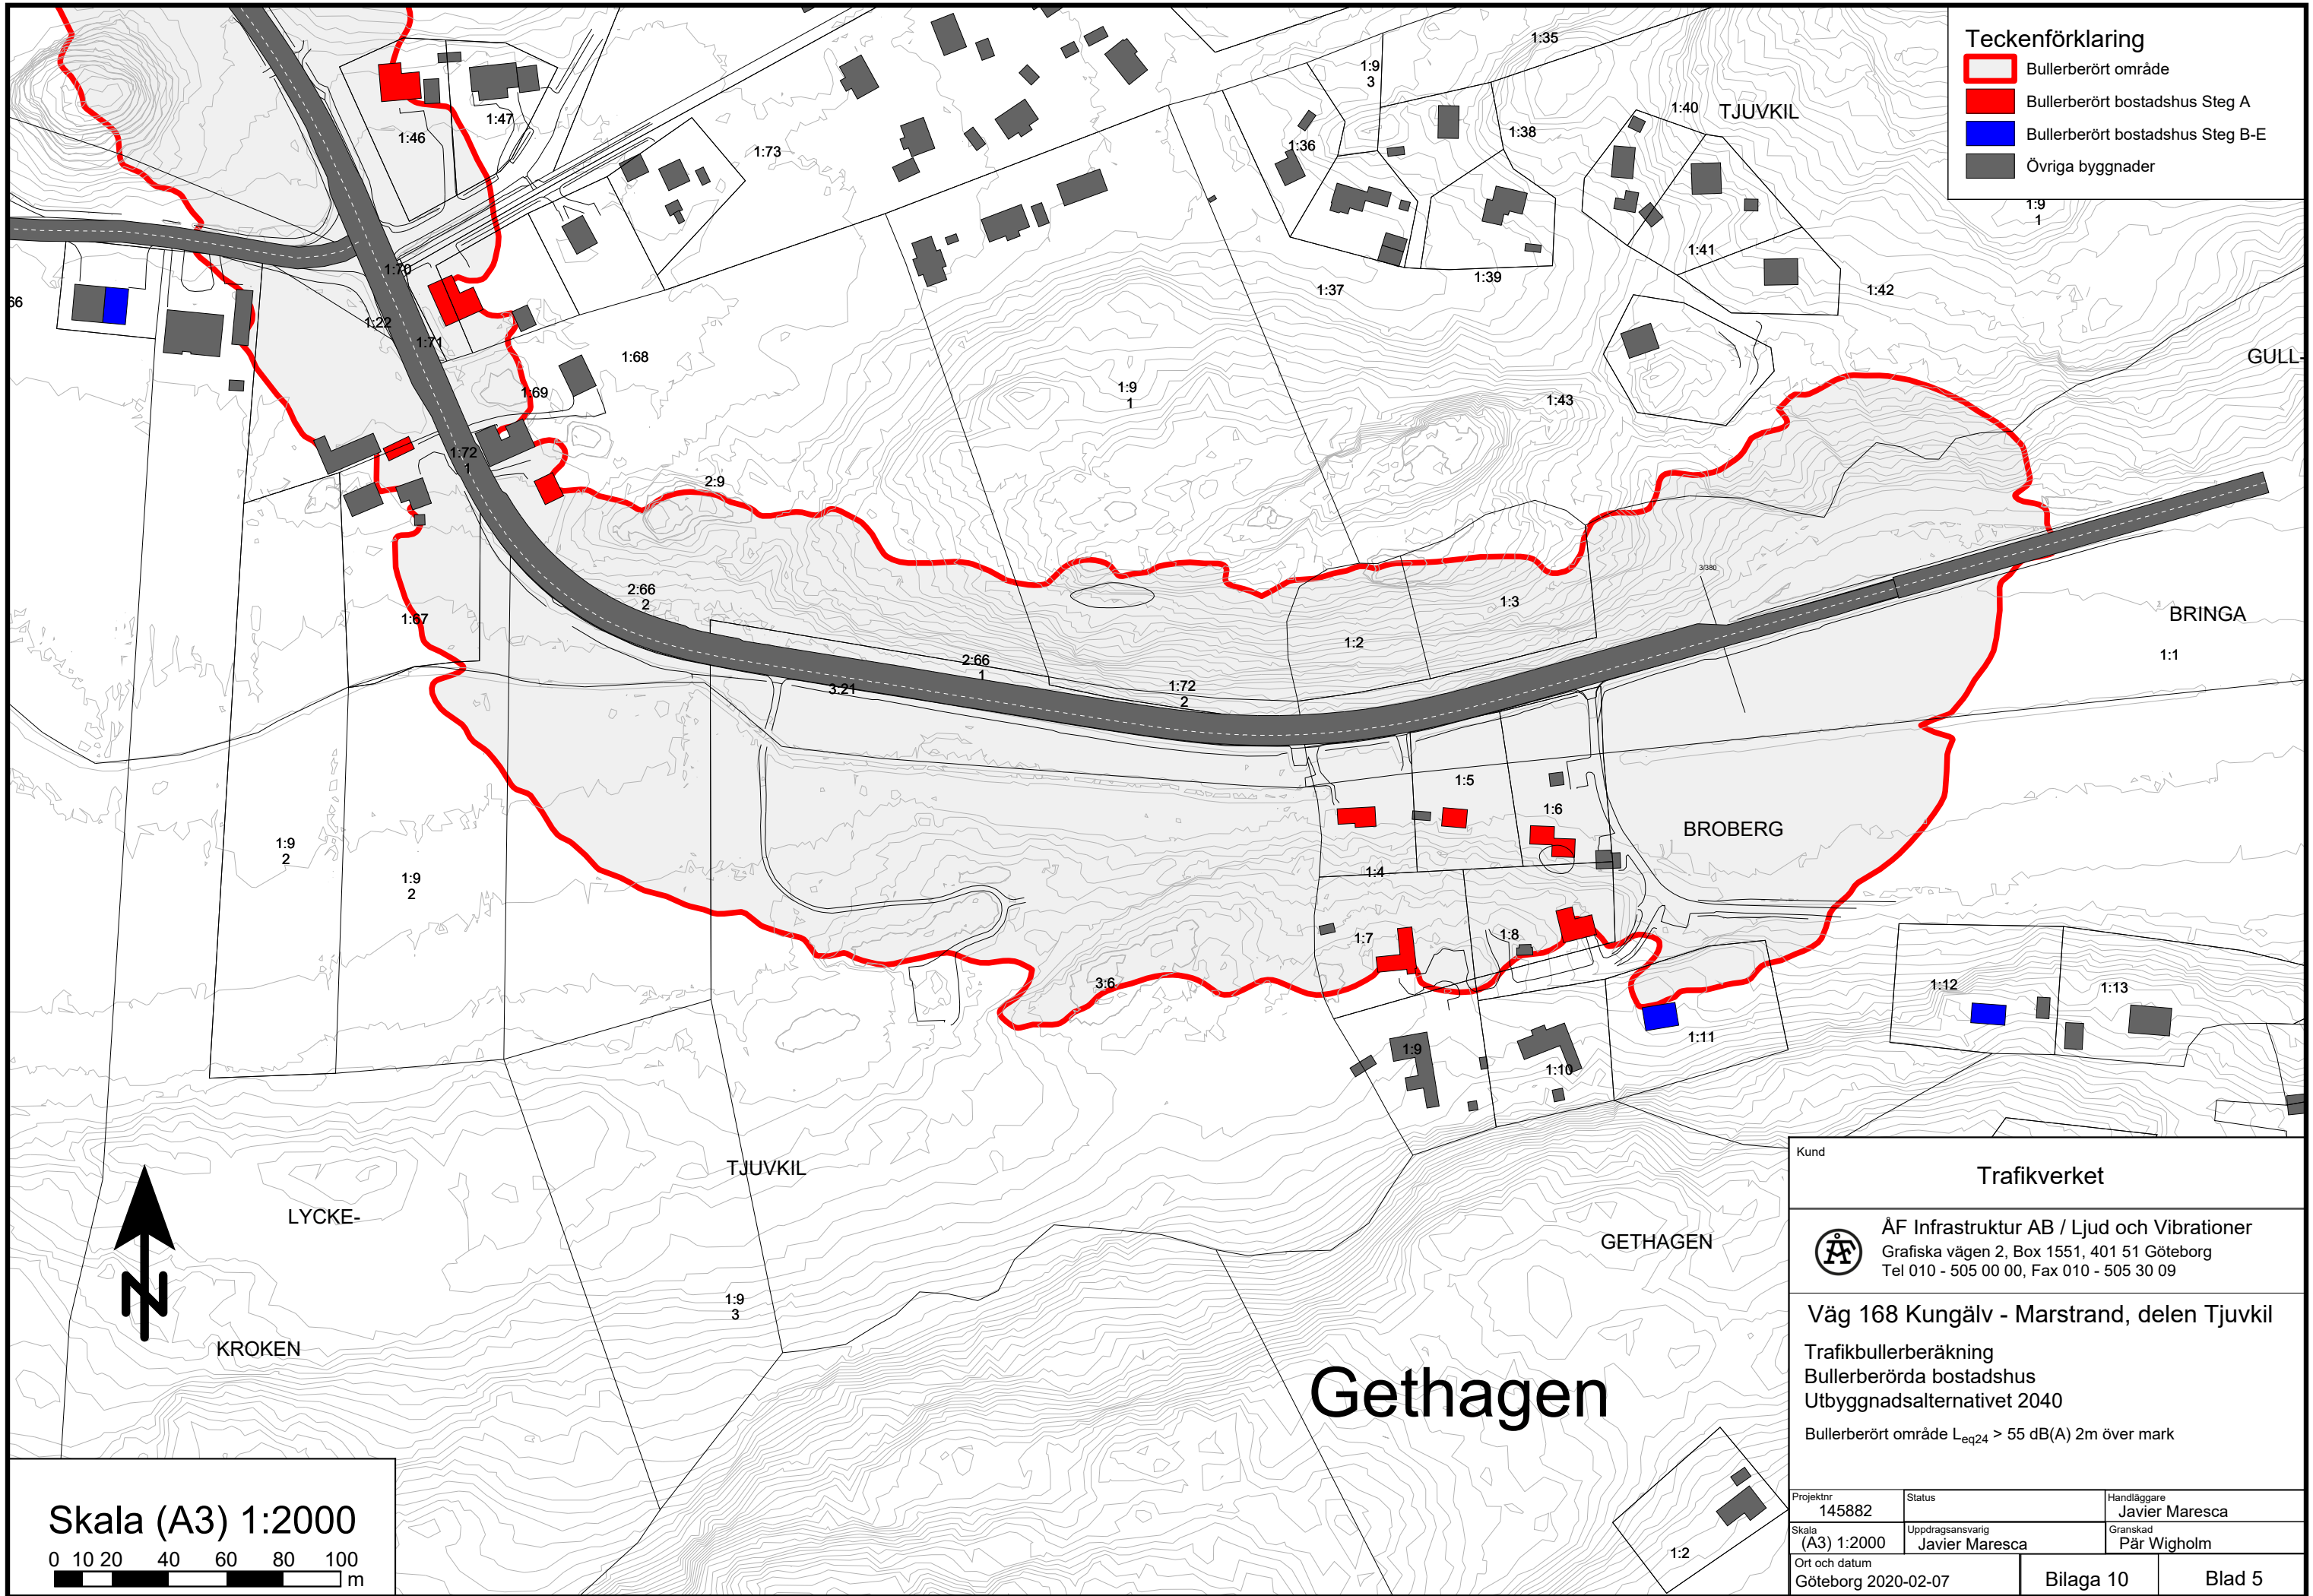 Teckenförklaring
Bullerberört område
Bullerberört bostadshus Steg A
Bullerberört bostadshus Steg B-E
Övriga byggnader
1:35
1:9
3
1:40
TJUVKIL
1:38
1:36
1:46
1:47
1:73
1:9
1
1:41
1:42
1:39
1:37
1:70
66
1:22
1:71
1:68
1:69
GULL-
1:9
1
1:43
1:72
1
2:9
3/380
2:66
2
1:3
1:67
BRINGA
1:2
1:1
2:66
1
3:21
1:72
2
1:5
1:6
BROBERG
1:9
2
1:9
2
1:4
1:7
1:8
3:6
1:12
1:13
1:11
1:9
1:10
TJUVKIL
LYCKE-
GETHAGEN
1:9
3
KROKEN
Gethagen
1:2
N
Skala (A3) 1:2000
0 10 20 40 60 80 100
m
Kund
Trafikverket
ÅF
ÅF Infrastruktur AB / Ljud och Vibrationer
Grafiska vägen 2, Box 1551, 401 51 Göteborg
Tel 010 - 505 00 00, Fax 010 - 505 30 09
Väg 168 Kungälv - Marstrand, delen Tjuvkil
Trafikbullerberäkning
Bullerberörda bostadshus
Utbyggnadsalternativet 2040
Bullerberört område Leq24 > 55 dB(A) 2m över mark
Projektnr
145882
Status
Handläggare
Javier Maresca
Skala
(A3) 1:2000
Uppdragsansvarig
Javier Maresca
Granskad
Pär Wigholm
Ort och datum
Göteborg 2020-02-07
Bilaga 10
Blad 5